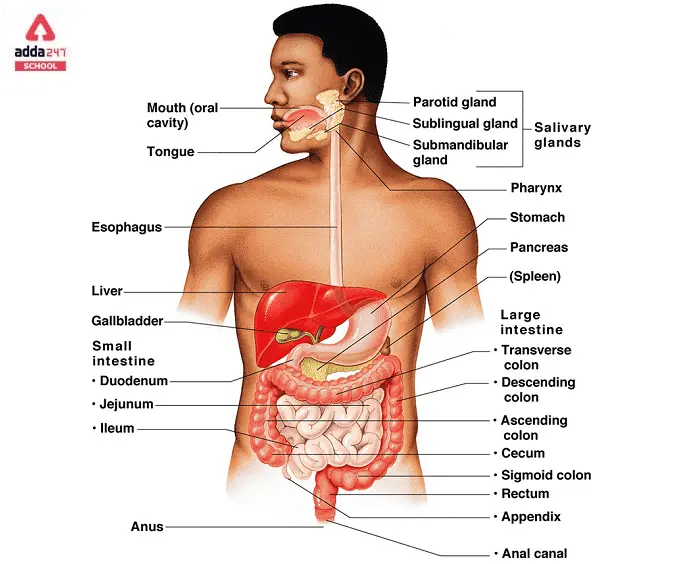 adda247
SCHOOL
Mouth (oral
cavity)
Tongue
Esophagus
Liver
Gallbladder
Small
intestine
• Duodenum
• Jejunum
• Ileum
Anus
Parotid gland
Sublingual gland
Submandibular
gland
Salivary
glands
Pharynx
Stomach
Pancreas
(Spleen)
Large
intestine
• Transverse
colon
• Descending
colon
• Ascending
colon
• Cecum
• Sigmoid colon
• Rectum
• Appendix
• Anal canal